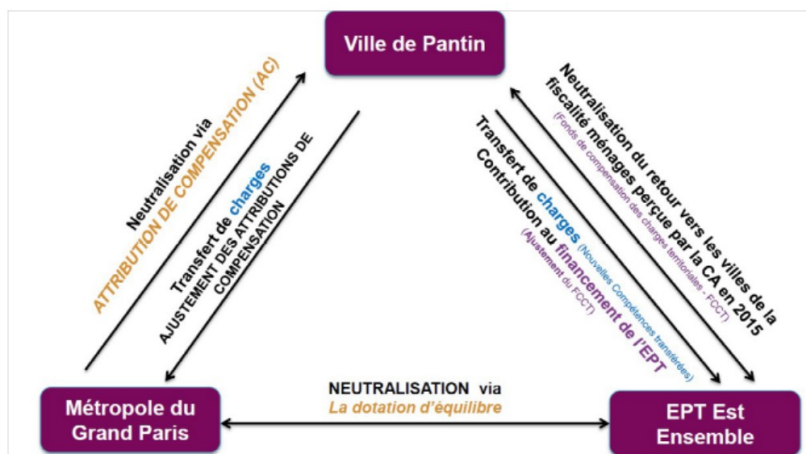 Ville de Pantin
Neutralisation via
ATTRIBUTION DE COMPENSATION (AC)
Transfert de charges
AJUSTEMENT DES ATTRIBUTIONS DE
COMPENSATION
Neutralisation du retour vers les villes de la
fiscalité ménages perçue par la CA en 2015
(Fonds de compensation des charges territoriales - FCCT)
Transfert de charges (Nouvelles Compétences transférées)
Contribution au financement de l'EPT
(Ajustement du FCCT)
Métropole du
Grand Paris
NEUTRALISATION via
La dotation d'équilibre
EPT Est
Ensemble